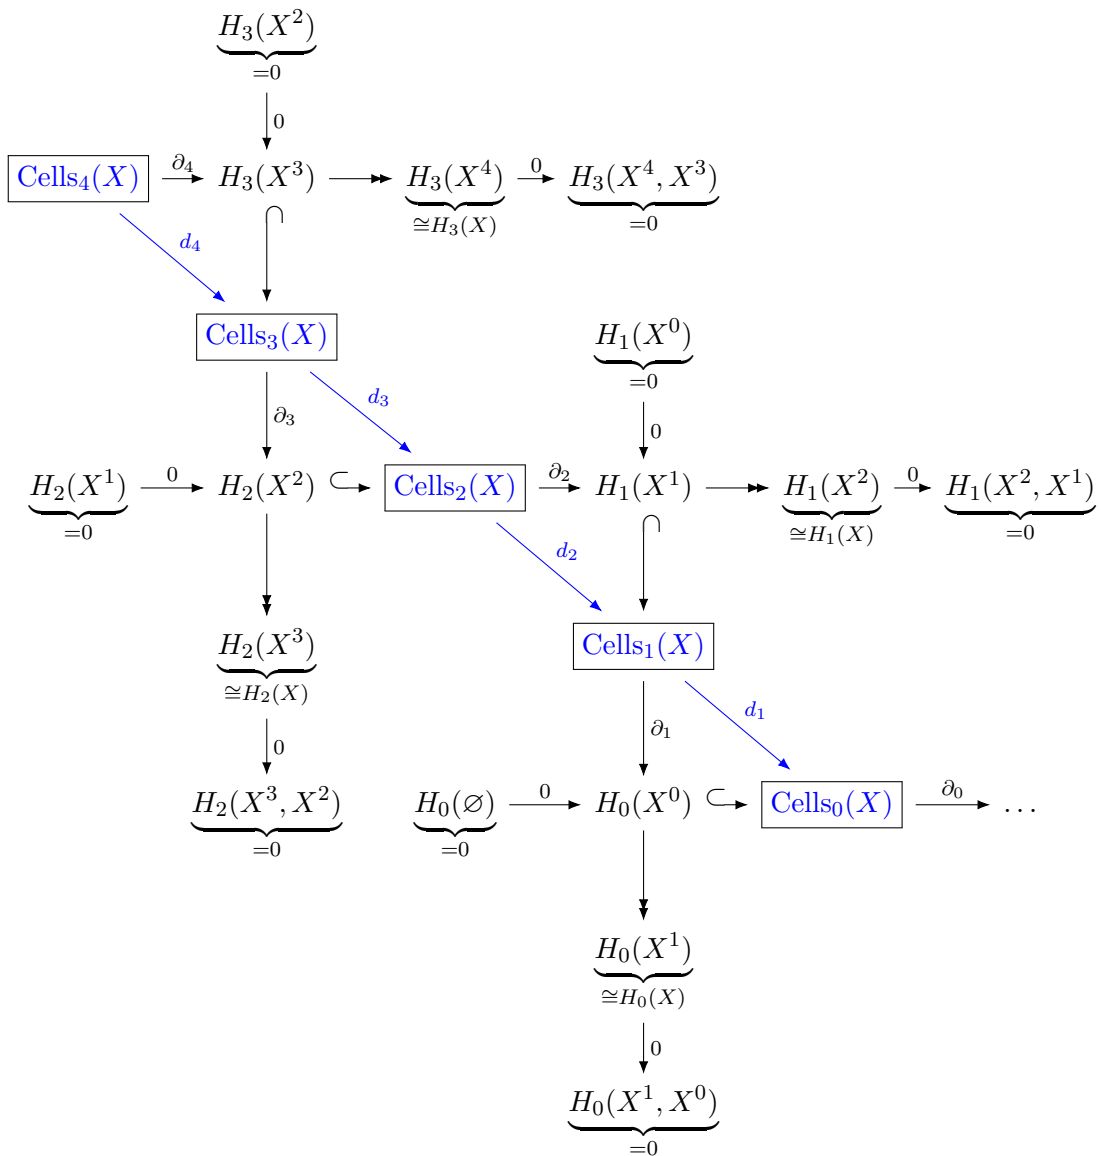 H_3(X^2)
=0
0
Cells_4(X) ∂_4 H_3(X^3) H_3(X^4) 0 H_3(X^4, X^3)
≅H_3(X) =0
d_4
Cells_3(X) H_1(X^0)
=0
∂_3 d_3 0
H_2(X^1) 0 H_2(X^2) Cells_2(X) ∂_2 H_1(X^1) H_1(X^2) 0 H_1(X^2, X^1)
=0 ≅H_1(X) =0
d_2
H_2(X^3) Cells_1(X)
≅H_2(X)
0 ∂_1 d_1
H_2(X^3, X^2) H_0(∅) 0 H_0(X^0) Cells_0(X) ∂_0 ...
=0 =0
H_0(X^1)
≅H_0(X)
0
H_0(X^1, X^0)
=0